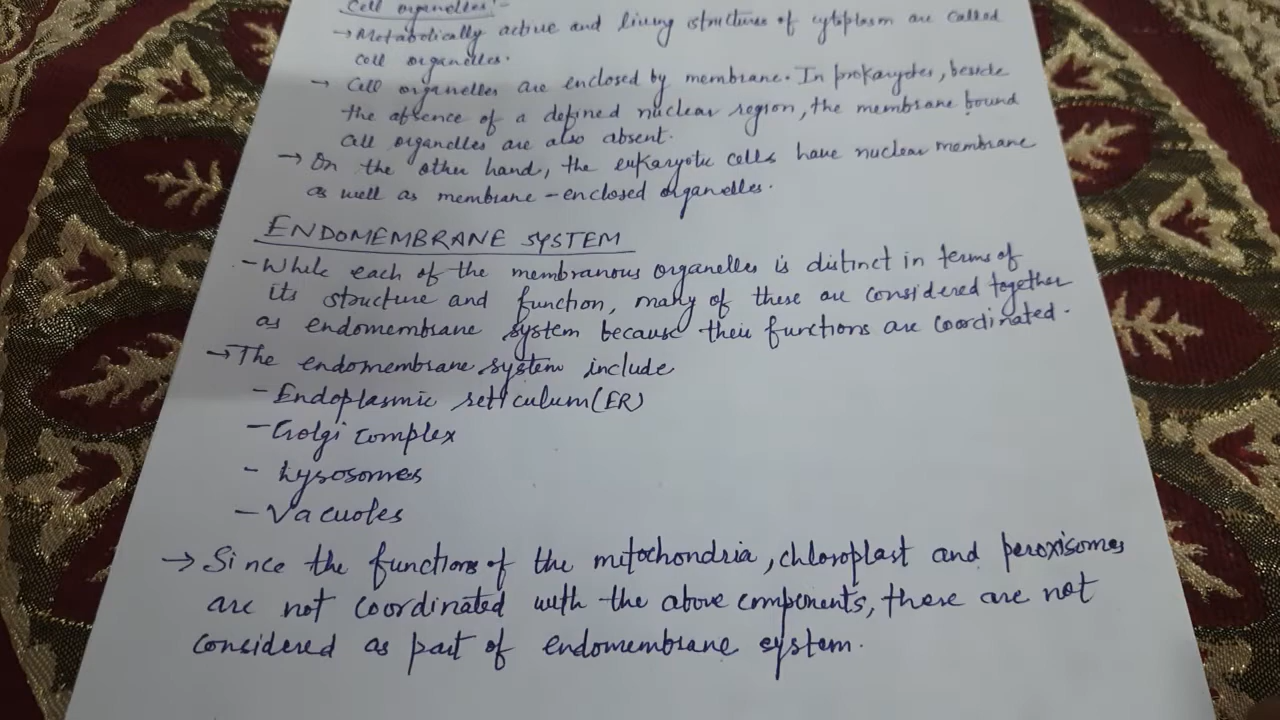 Cell organelles:-
→ Metabolically active and living structures of cytoplasm are called
cell organelles.
→ Cell organelles are enclosed by membrane. In prokaryotes, beside
the absence of a defined nuclear region, the membrane bound
cell organelles are also absent.
→ On the other hand, the eukaryotic cells have nuclear membrane
as well as membrane-enclosed organelles.
ENDOMEMBRANE SYSTEM
- While each of the membranous organelles is distinct in terms of
its structure and function, many of these are considered together
as endomembrane system because their functions are coordinated.
→ The endomembrane system include
- Endoplasmic reticulum (ER)
- Golgi complex
- Lysosomes
- Vacuoles
→ Since the functions of the mitochondria, chloroplast and peroxisomes
are not coordinated with the above components, these are not
considered as part of endomembrane system.